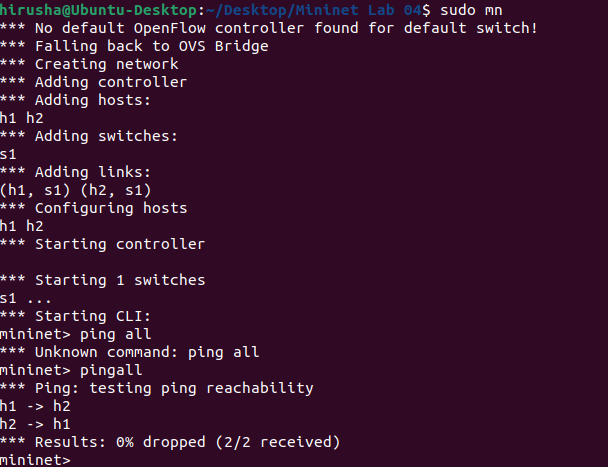 hirusha@Ubuntu-Desktop:~/Desktop/Mininet Lab 04$ sudo mn
*** No default OpenFlow controller found for default switch!
*** Falling back to OVS Bridge
*** Creating network
*** Adding controller
*** Adding hosts:
h1 h2
*** Adding switches:
s1
*** Adding links:
(h1, s1) (h2, s1)
*** Configuring hosts
h1 h2
*** Starting controller
*** Starting 1 switches
s1 ...
*** Starting CLI:
mininet> ping all
*** Unknown command: ping all
mininet> pingall
*** Ping: testing ping reachability
h1 -> h2
h2 -> h1
*** Results: 0% dropped (2/2 received)
mininet>